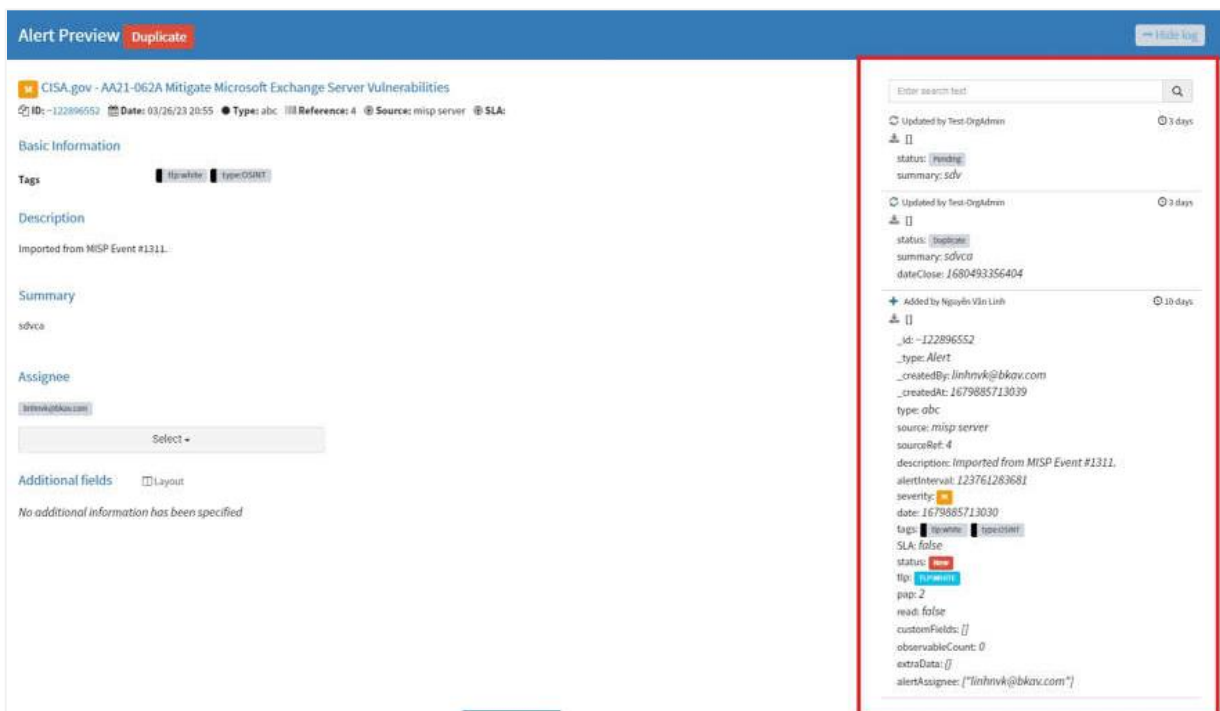 Alert Preview Duplicate
Hide log
M CISA.gov - AA21-062A Mitigate Microsoft Exchange Server Vulnerabilities
ID: ~122896552 Date: 03/26/23 20:55 Type: abc Reference: 4 Source: misp server SLA:
Basic Information
Tags tlp:white type:OSINT
Description
Imported from MISP Event #1311.
Summary
sdvca
Assignee
linhnvk@bkav.com
Select
Additional fields Layout
No additional information has been specified
Enter search text
Updated by Test-OrgAdmin 3 days
[]
status: Pending
summary: sdv
Updated by Test-OrgAdmin 3 days
[]
status: Duplicate
summary: sdvca
dateClose: 1680493356404
Added by Nguyễn Văn Linh 10 days
[]
_id: ~122896552
_type: Alert
_createdBy: linhnvk@bkav.com
_createdAt: 1679885713039
type: abc
source: misp server
sourceRef: 4
description: Imported from MISP Event #1311.
alertInterval: 123761283681
severity: M
date: 1679885713030
tags: tlp:white type:OSINT
SLA: false
status: New
tlp: TLP:WHITE
pap: 2
read: false
customFields: []
observableCount: 0
extraData: {}
alertAssignee: ["linhnvk@bkav.com"]